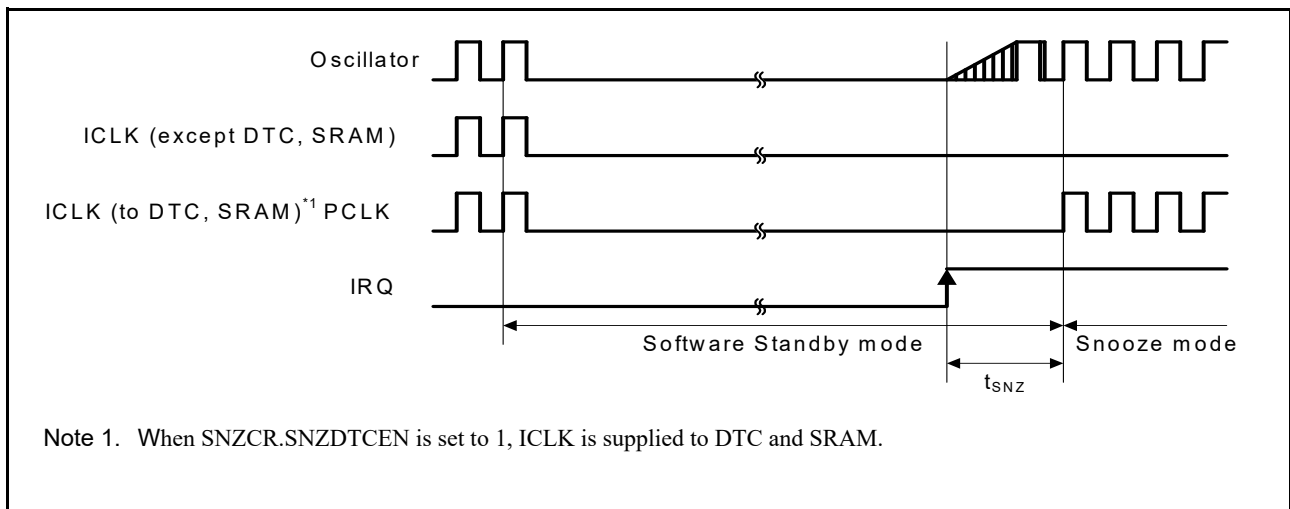 Oscillator
ICLK (except DTC, SRAM)
ICLK (to DTC, SRAM)*1 PCLK
IRQ
Software Standby mode
Snooze mode
tSNZ
Note 1. When SNZCR.SNZDTCEN is set to 1, ICLK is supplied to DTC and SRAM.